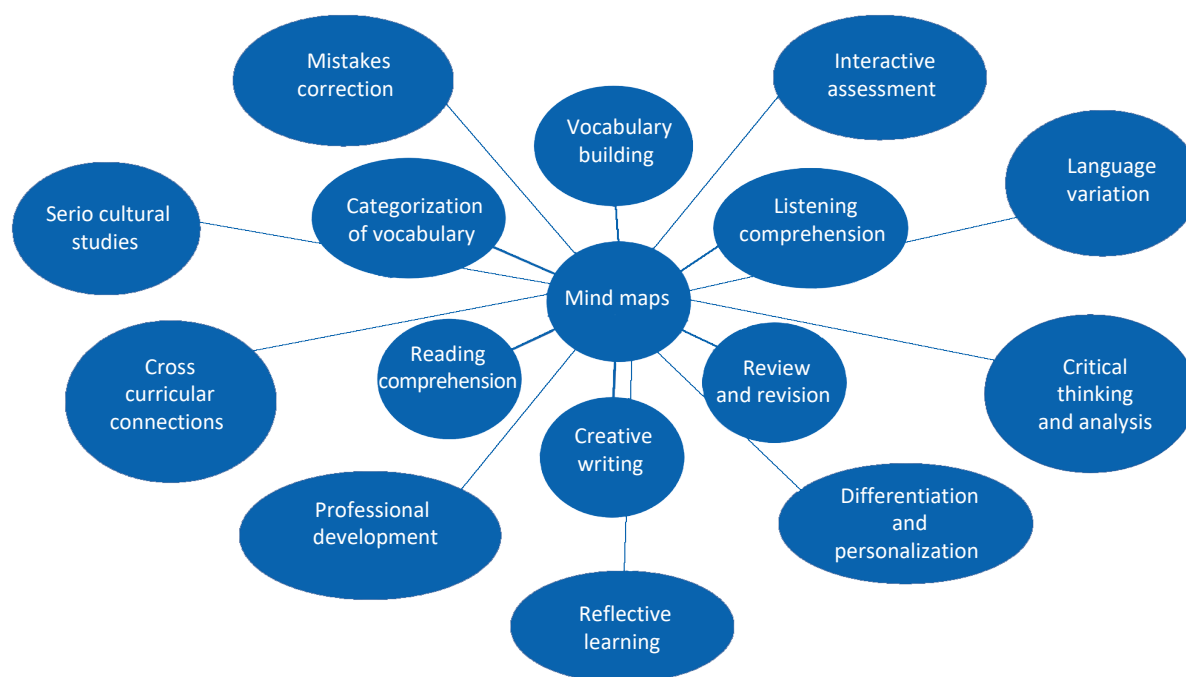 Mistakes
correction
Interactive
assessment
Vocabulary
building
Language
variation
Serio cultural
studies
Categorization
of vocabulary
Listening
comprehension
Mind maps
Cross
curricular
connections
Reading
comprehension
Review
and revision
Critical
thinking
and analysis
Creative
writing
Professional
development
Differentiation
and
personalization
Reflective
learning